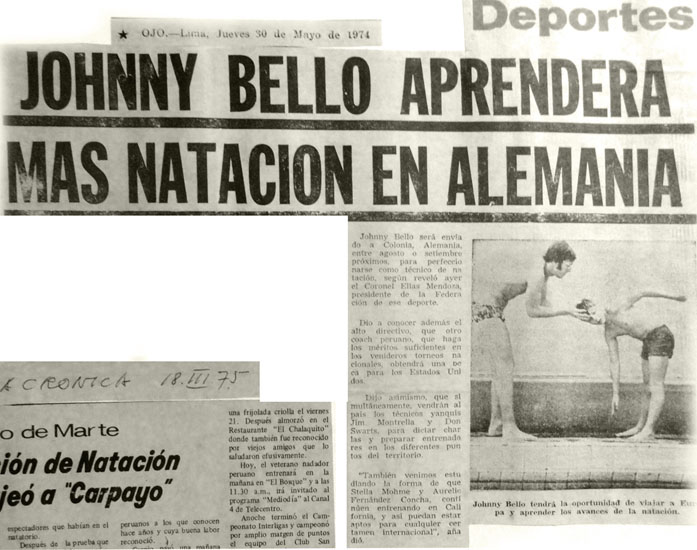 Deportes
★ OJO.—Lima, Jueves 30 de Mayo de 1974
JOHNNY BELLO APRENDERA
MAS NATACION EN ALEMANIA
Johnny Bello será envia
do a Colonia, Alemania,
entre agosto o setiembre
próximos, para perfeccio
narse como técnico de na
tación, según reveló ayer
el Coronel Elías Mendoza,
presidente de la Federa
ción de ese deporte.
Dio a conocer además el
alto directivo, que otro
coach peruano, que haga
los méritos suficientes en
los venideros torneos na
cionales, obtendrá una be
ca para los Estados Uni
dos.
Dijo asimismo, que si
multáneamente, vendrán al
país los técnicos yanquis
Jim Montrella y Don
Swarts, para dictar char
las y preparar entrenado
res en los diferentes pun
tos del territorio.
"También venimos estu
diando la forma de que
Stella Mohme y Aurelic
Fernández Concha, conti
núen entrenando en Cali
fornia, y así puedan estar
aptos para cualquier cer
tamen Internacional", aña
dió.
Johnny Bello tendrá la oportunidad de viajar a Euro
pa y aprender los avances de la natación.
A CRONICA 18.III.75
o de Marte
ción de Natación
jeó a "Carpayo"
espectadores que habían en el
natatorio.
Después de la prueba que
peruano a los que conocen
hace años y cuya buena labor
reconoció.
una frijolada criolla el viernes
21. Después almorzó en el
Restaurante "El Chalaquito"
donde también fue reconocido
por viejos amigos que lo
saludaron efusivamente.
Hoy, el veterano nadador
peruano entrenará en la
mañana en "El Bosque" y a las
11.30 a.m., irá invitado al
programa "Mediodía" al Canal
4 de Telecentro.
Anoche terminó el Cam-
peonato Interligas y campeonó
por amplio margen de puntos
el equipo del Club San